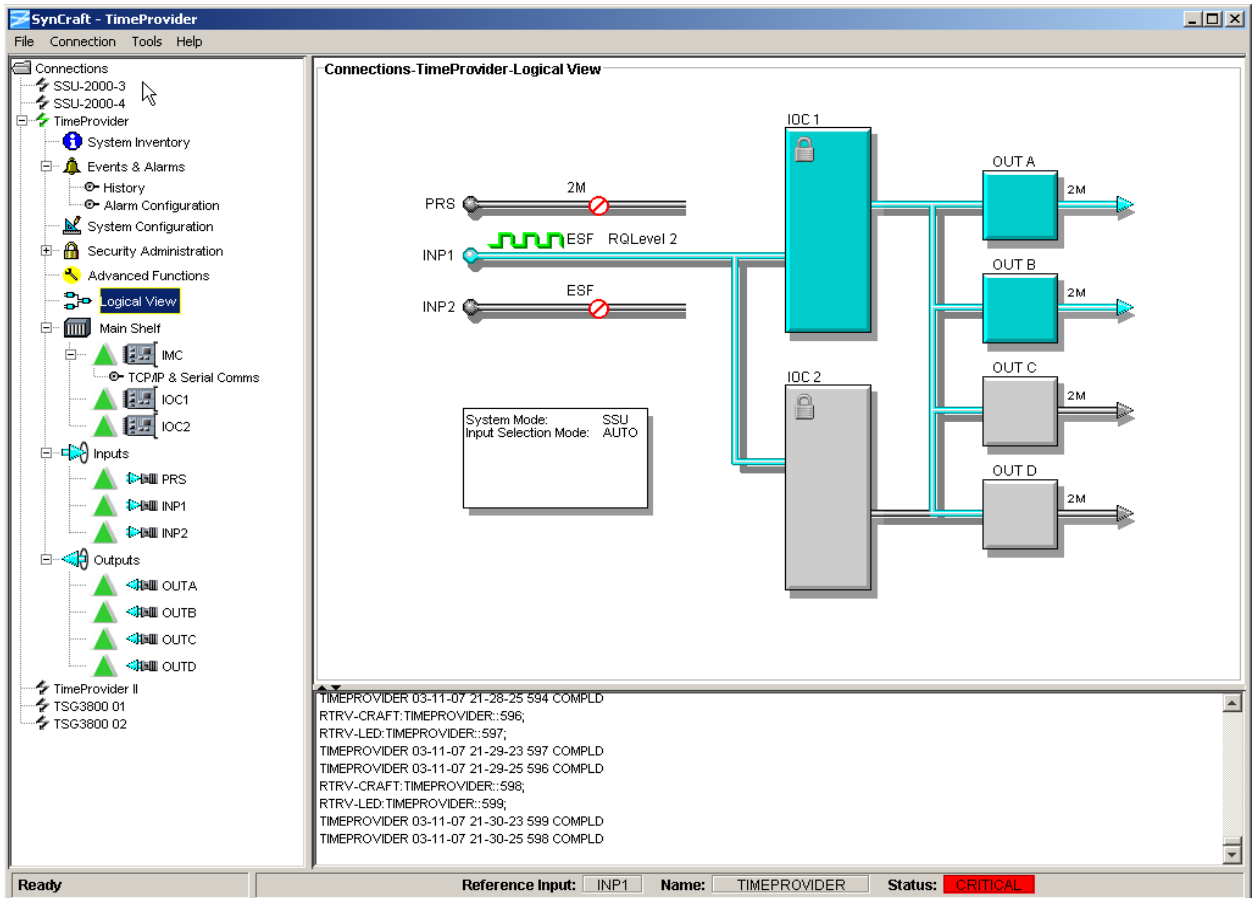 SynCraft - TimeProvider
File Connection Tools Help
Connections
SSU-2000-3
SSU-2000-4
TimeProvider
System Inventory
Events & Alarms
History
Alarm Configuration
System Configuration
Security Administration
Advanced Functions
Logical View
Main Shelf
IMC
TCP/IP & Serial Comms
IOC1
IOC2
Inputs
PRS
INP1
INP2
Outputs
OUTA
OUTB
OUTC
OUTD
TimeProvider II
TSG3800 01
TSG3800 02
Connections-TimeProvider-Logical View
PRS
2M
INP1
ESF RQLevel 2
INP2
ESF
System Mode: SSU
Input Selection Mode: AUTO
IOC 1
IOC 2
OUT A
2M
OUT B
2M
OUT C
2M
OUT D
2M
TIMEPROVIDER 03-11-07 21-28-25 594 COMPLD
RTRV-CRAFT:TIMEPROVIDER::596;
RTRV-LED:TIMEPROVIDER::597;
TIMEPROVIDER 03-11-07 21-29-23 597 COMPLD
TIMEPROVIDER 03-11-07 21-29-25 596 COMPLD
RTRV-CRAFT:TIMEPROVIDER::598;
RTRV-LED:TIMEPROVIDER::599;
TIMEPROVIDER 03-11-07 21-30-23 599 COMPLD
TIMEPROVIDER 03-11-07 21-30-25 598 COMPLD
Ready
Reference Input: INP1 Name: TIMEPROVIDER Status: CRITICAL